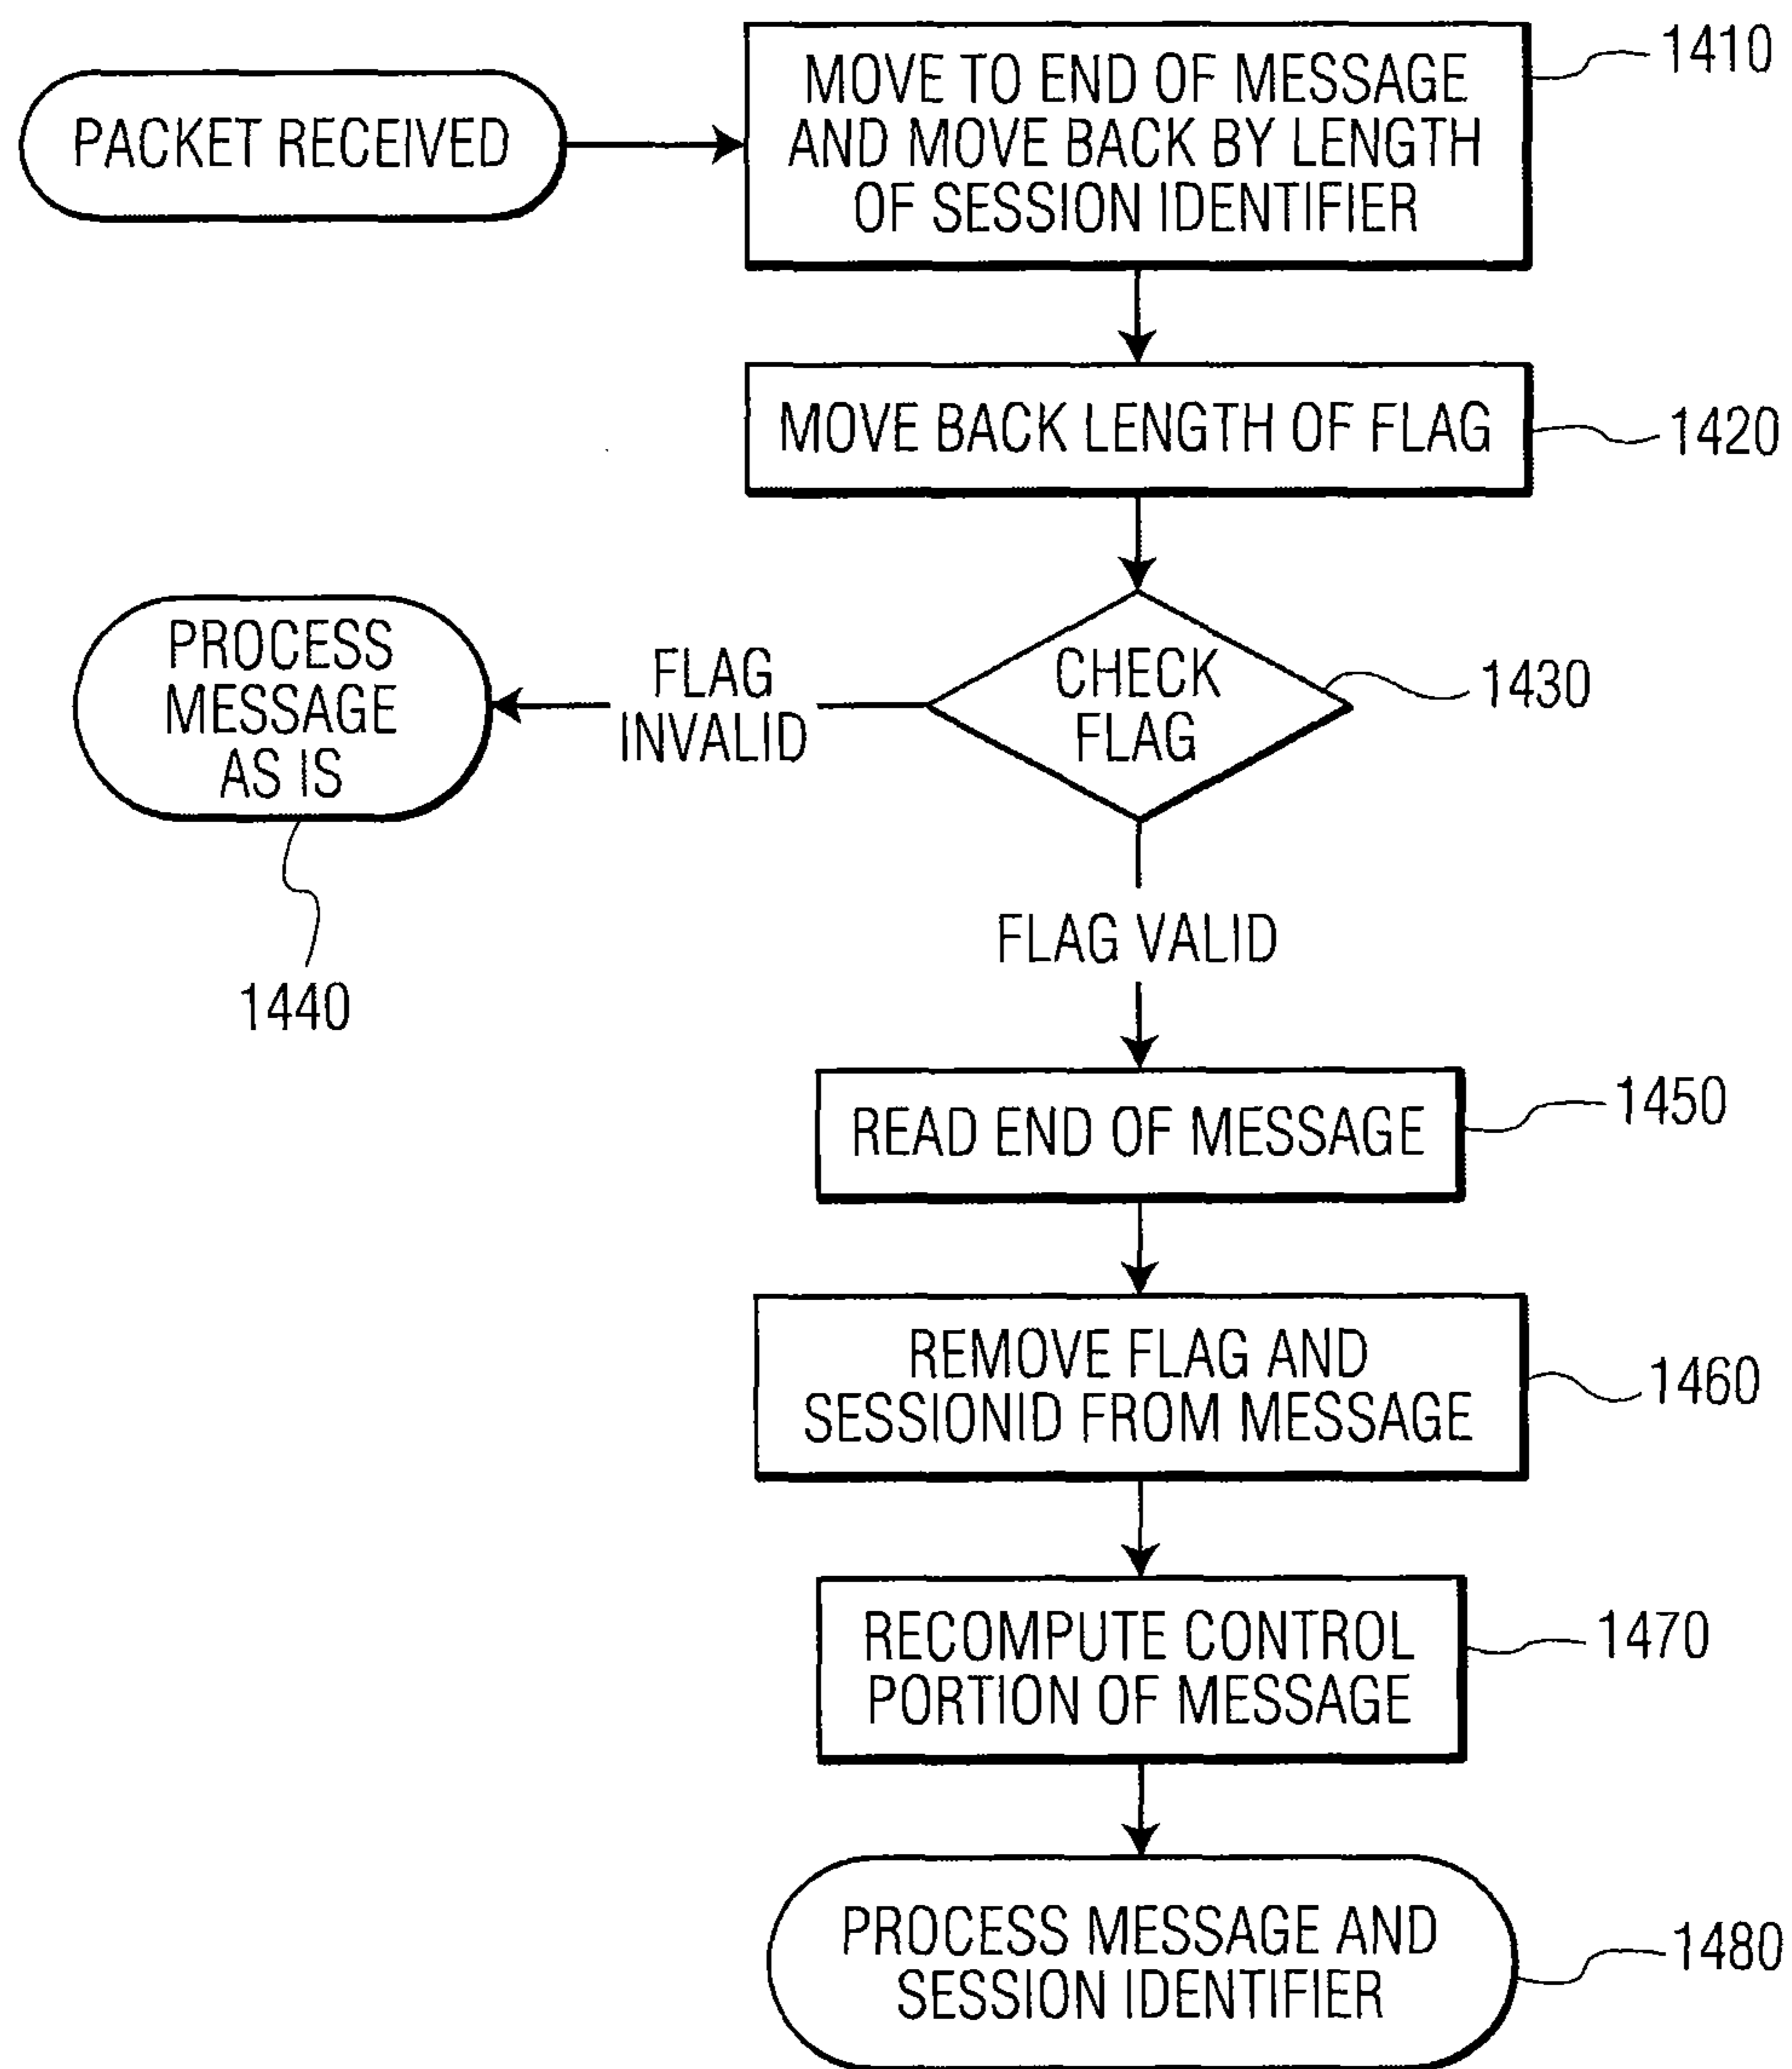 PACKET RECEIVED
MOVE TO END OF MESSAGE
AND MOVE BACK BY LENGTH
OF SESSION IDENTIFIER
1410
MOVE BACK LENGTH OF FLAG
1420
CHECK
FLAG
1430
FLAG
INVALID
PROCESS
MESSAGE
AS IS
1440
FLAG VALID
READ END OF MESSAGE
1450
REMOVE FLAG AND
SESSIONID FROM MESSAGE
1460
RECOMPUTE CONTROL
PORTION OF MESSAGE
1470
PROCESS MESSAGE AND
SESSION IDENTIFIER
1480